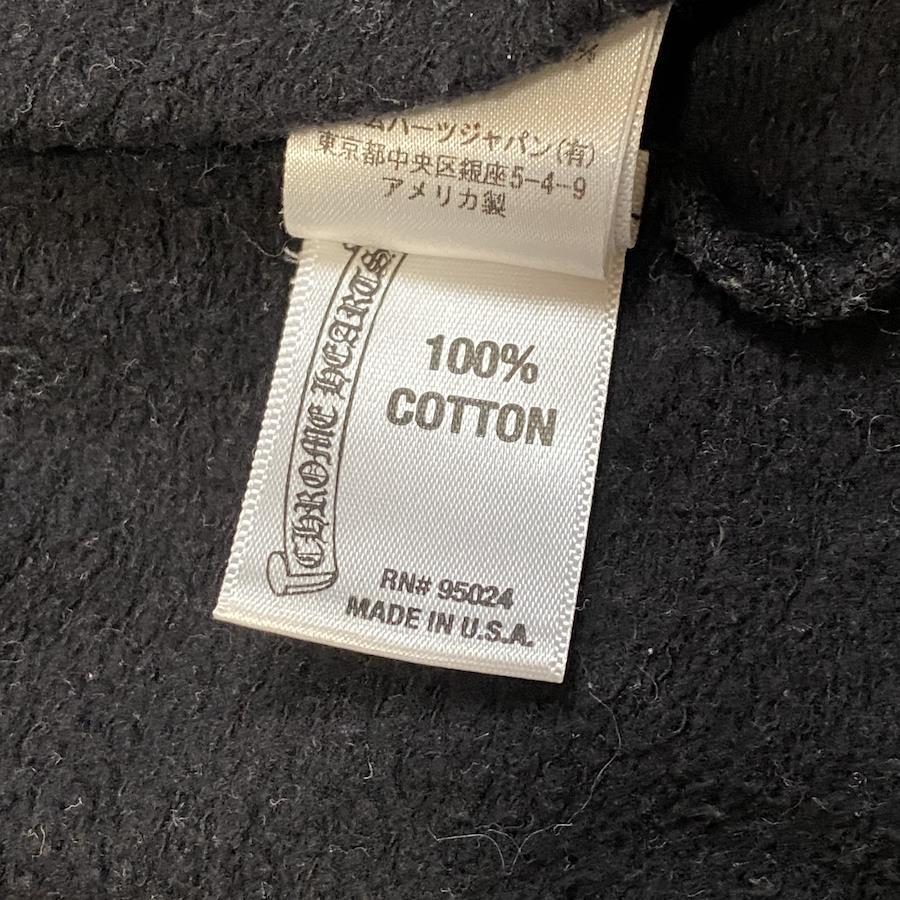 ムハーツジャパン(有)
東京都中央区銀座5-4-9
アメリカ製
CHROME HEARTS
100%
COTTON
RN# 95024
MADE IN U.S.A.